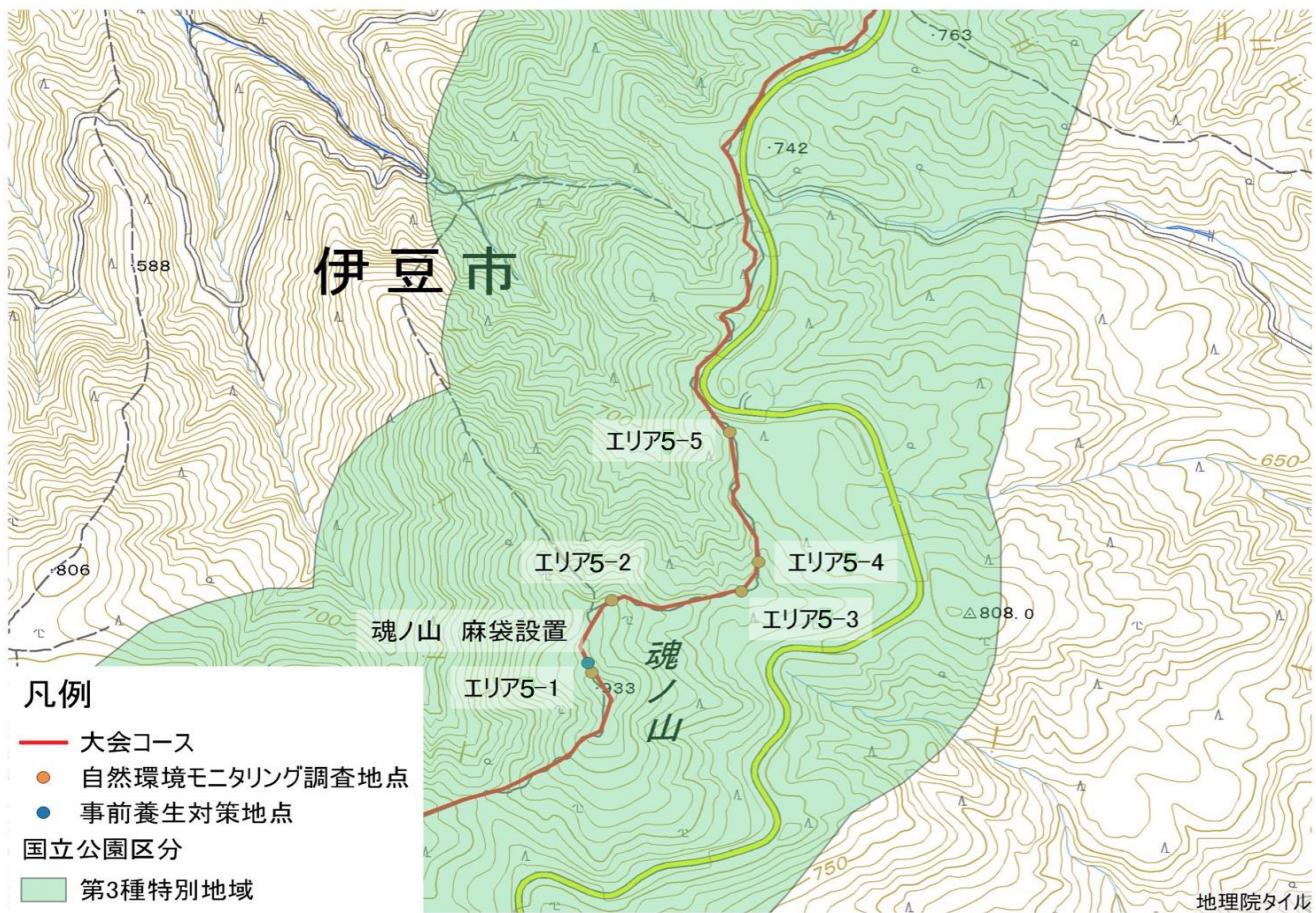 763
742
伊豆市
588
700
エリア5-5
650
エリア5-2
エリア5-4
806
700
エリア5-3
808.0
魂ノ山 麻袋設置
魂ノ山
エリア5-1
933
凡例
大会コース
自然環境モニタリング調査地点
事前養生対策地点
国立公園区分
第3種特別地域
750
地理院タイル